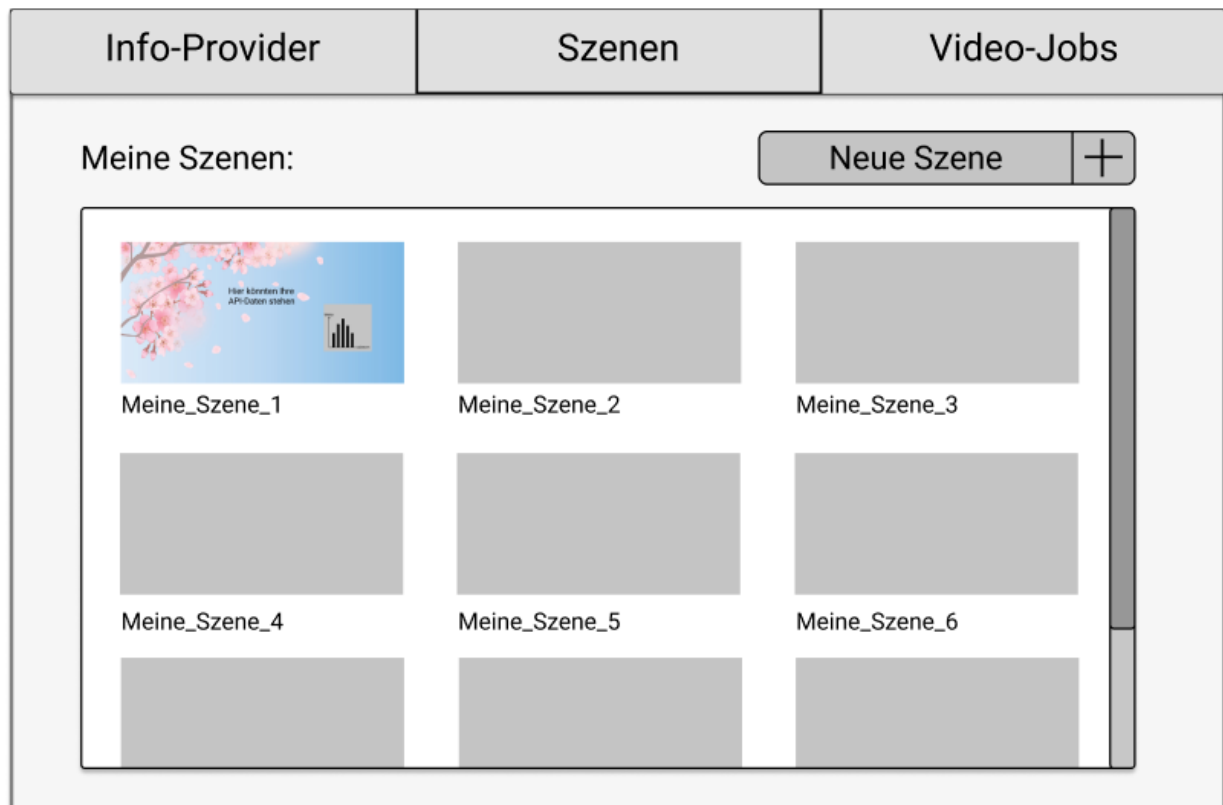 Info-Provider
Szenen
Video-Jobs
Meine Szenen:
Neue Szene
Hier könnten Ihre
API-Daten stehen
Meine_Szene_1
Meine_Szene_2
Meine_Szene_3
Meine_Szene_4
Meine_Szene_5
Meine_Szene_6